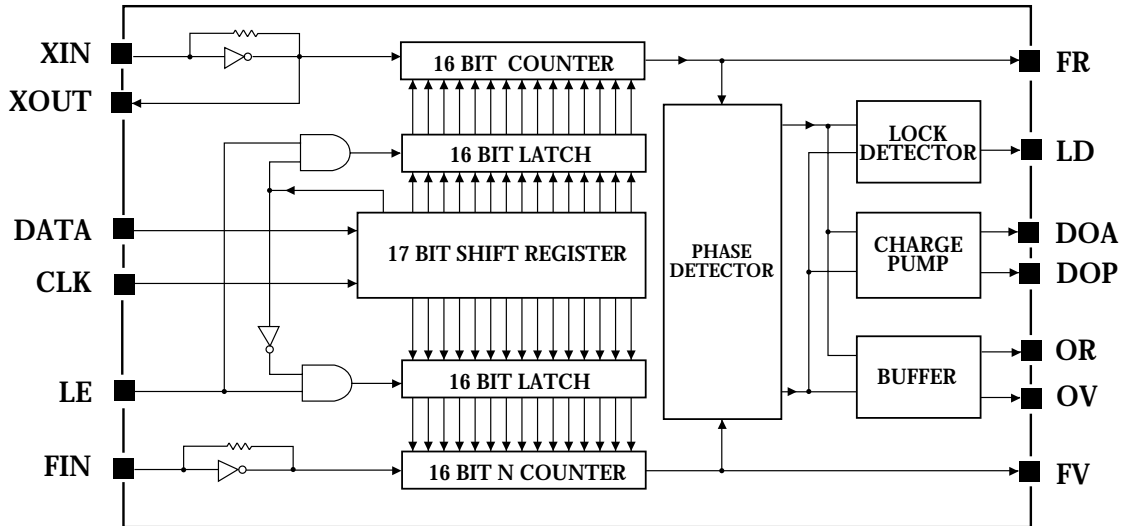 XIN
16 BIT COUNTER
FR
XOUT
16 BIT LATCH
LOCK
DETECTOR
LD
DATA
17 BIT SHIFT REGISTER
PHASE
DETECTOR
CHARGE
PUMP
DOA
CLK
DOP
OR
LE
16 BIT LATCH
BUFFER
OV
FIN
16 BIT N COUNTER
FV